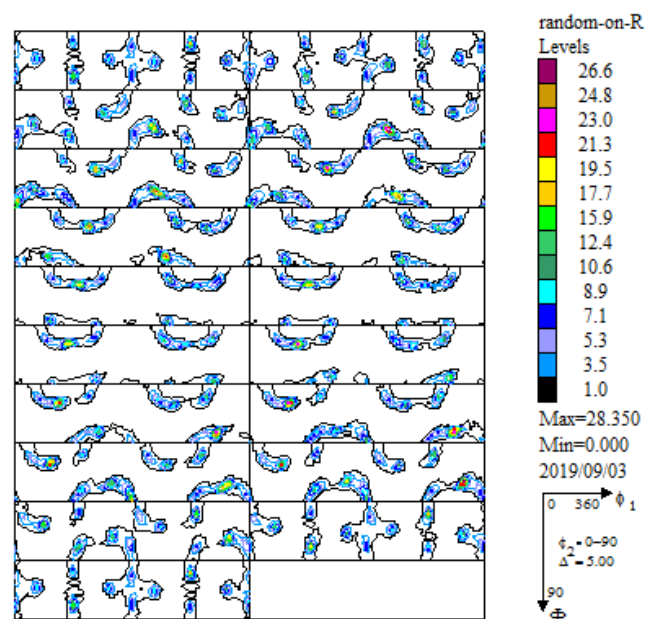 random-on-R
Levels
26.6
24.8
23.0
21.3
19.5
17.7
15.9
12.4
10.6
8.9
7.1
5.3
3.5
1.0
Max=28.350
Min=0.000
2019/09/03
0 360 ϕ1
ϕ2=0-90
Δ=5.00
90
Φ